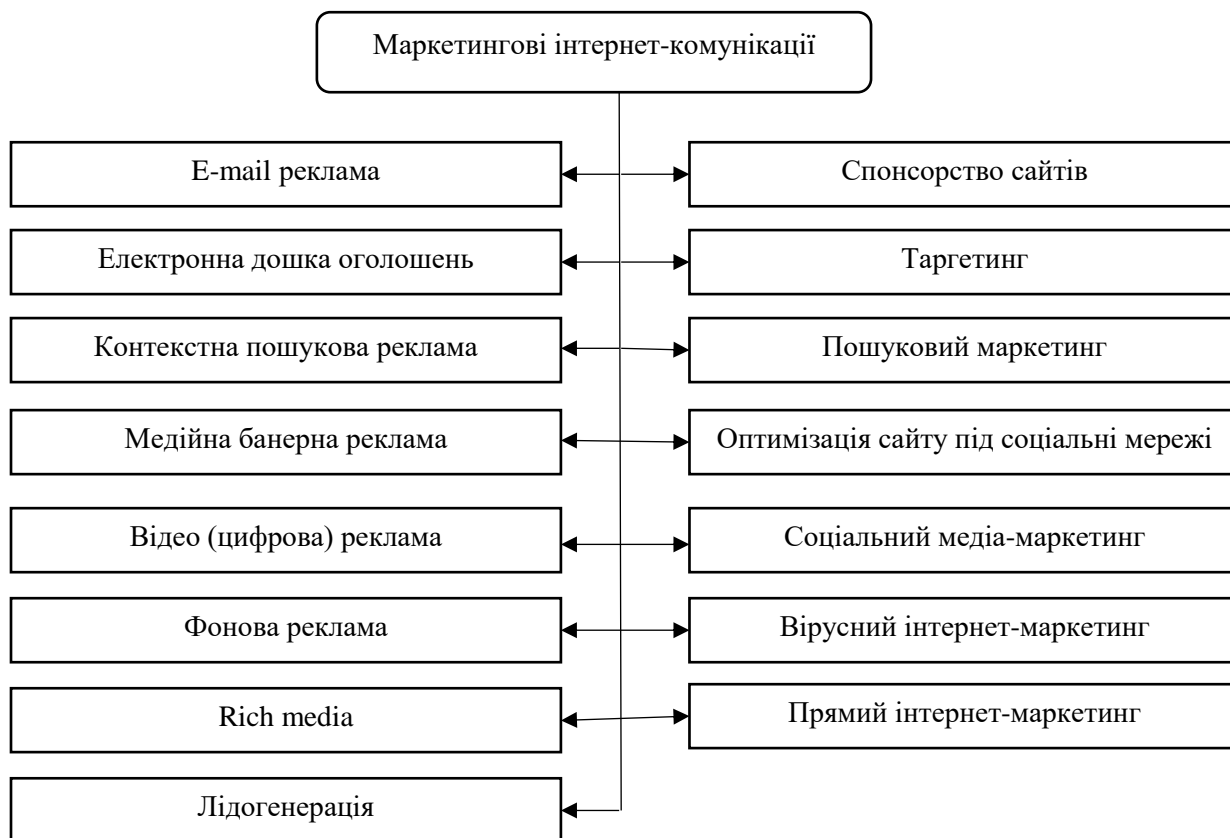 Маркетингові інтернет-комунікації
E-mail реклама
Спонсорство сайтів
Електронна дошка оголошень
Таргетинг
Контекстна пошукова реклама
Пошуковий маркетинг
Медійна банерна реклама
Оптимізація сайту під соціальні мережі
Відео (цифрова) реклама
Соціальний медіа-маркетинг
Фонова реклама
Вірусний інтернет-маркетинг
Rich media
Прямий інтернет-маркетинг
Лідогенерація